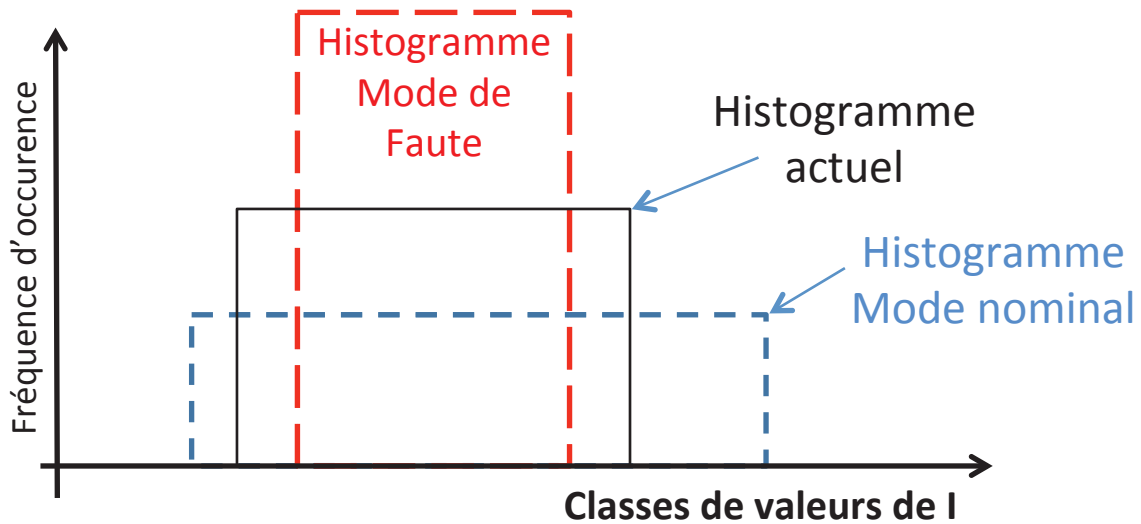 Fréquence d'occurence
Histogramme
Mode de
Faute
Histogramme
actuel
Histogramme
Mode nominal
Classes de valeurs de I